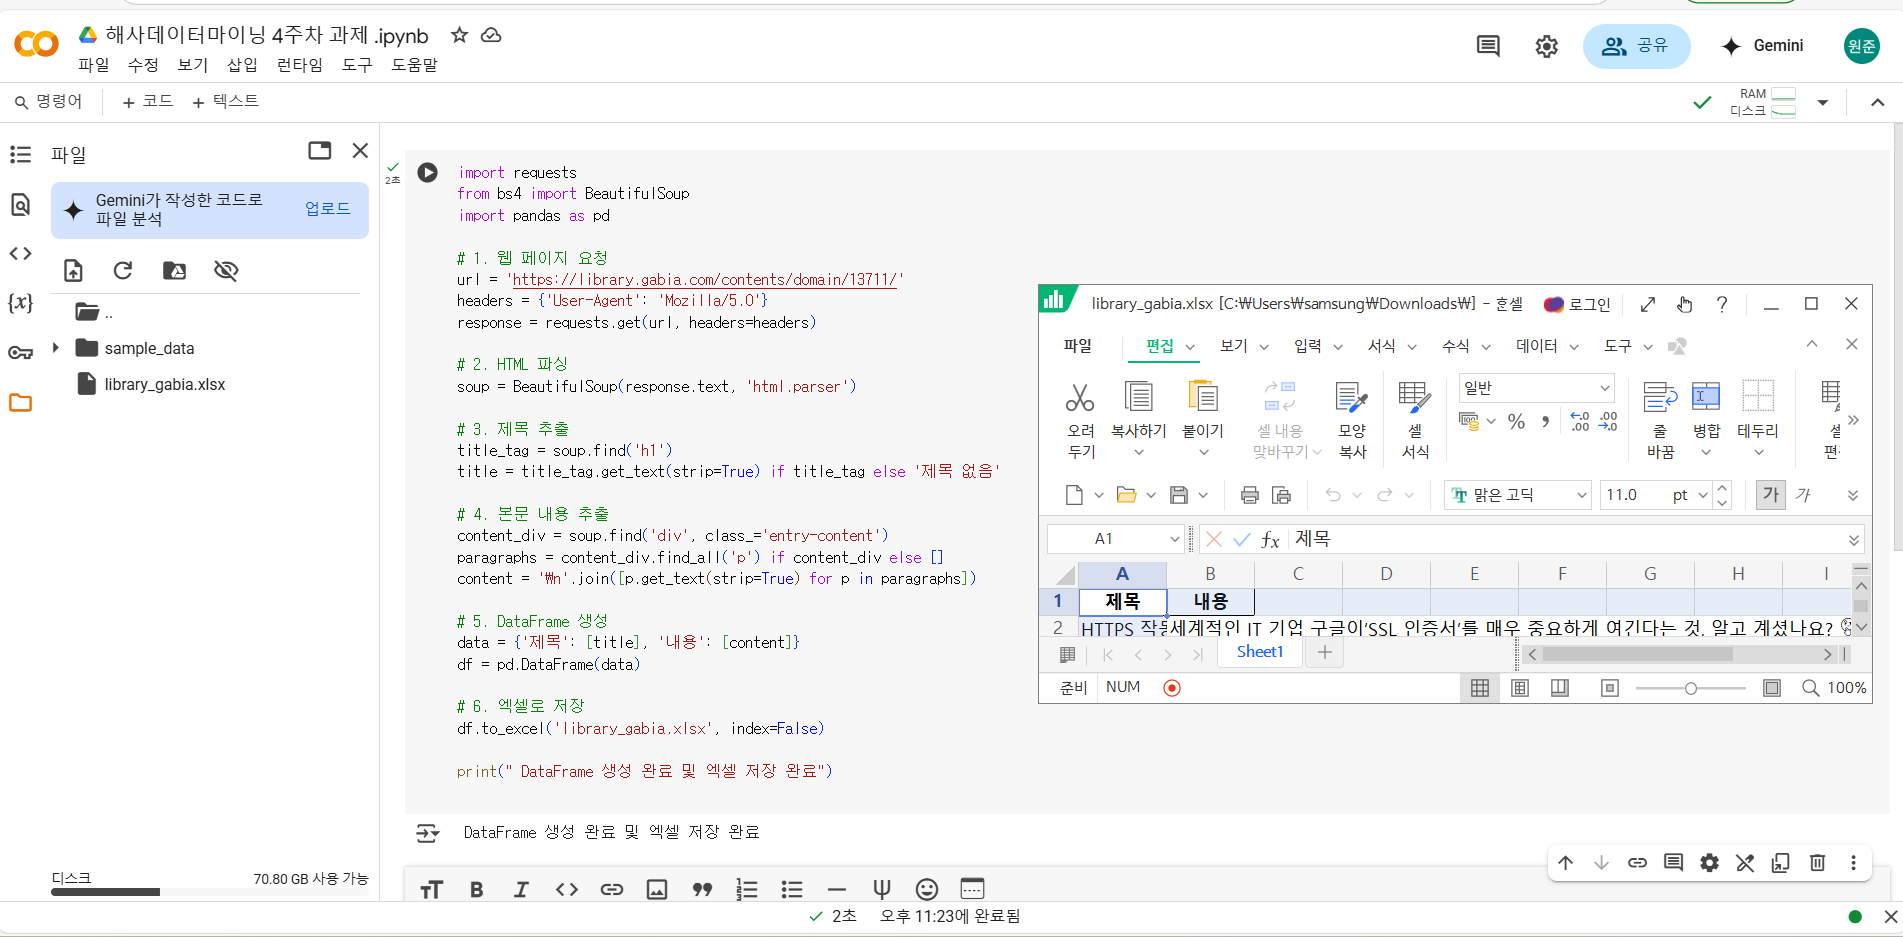 해사데이터마이닝 4주차 과제 .ipynb
파일 수정 보기 삽입 런타임 도구 도움말
공유
Gemini
원준
명령어 + 코드 + 텍스트
RAM
디스크
파일
Gemini가 작성한 코드로
파일 분석
업로드
..
sample_data
library_gabia.xlsx
디스크
70.80 GB 사용 가능
2초
import requests
from bs4 import BeautifulSoup
import pandas as pd
# 1. 웹 페이지 요청
url = 'https://library.gabia.com/contents/domain/13711/'
headers = {'User-Agent': 'Mozilla/5.0'}
response = requests.get(url, headers=headers)
# 2. HTML 파싱
soup = BeautifulSoup(response.text, 'html.parser')
# 3. 제목 추출
title_tag = soup.find('h1')
title = title_tag.get_text(strip=True) if title_tag else '제목 없음'
# 4. 본문 내용 추출
content_div = soup.find('div', class_='entry-content')
paragraphs = content_div.find_all('p') if content_div else []
content = '₩n'.join([p.get_text(strip=True) for p in paragraphs])
# 5. DataFrame 생성
data = {'제목': [title], '내용': [content]}
df = pd.DataFrame(data)
# 6. 엑셀로 저장
df.to_excel('library_gabia.xlsx', index=False)
print(" DataFrame 생성 완료 및 엑셀 저장 완료")
DataFrame 생성 완료 및 엑셀 저장 완료
library_gabia.xlsx [C:₩Users₩samsung₩Downloads₩] - 한셀
로그인
파일 편집 보기 입력 서식 수식 데이터 도구
오려
두기
복사하기
붙이기
셀 내용
맞바꾸기
모양
복사
셀
서식
일반
줄
바꿈
병합
테두리
맑은 고딕
11.0 pt
가 가
A1
fx 제목
A B C D E F G H I
1 제목 내용
2 HTTPS 세계적인 IT 기업 구글이‘SSL 인증서’를 매우 중요하게 여긴다는 것, 알고 계셨나요?
Sheet1
준비 NUM
100%
2초 오후 11:23에 완료됨